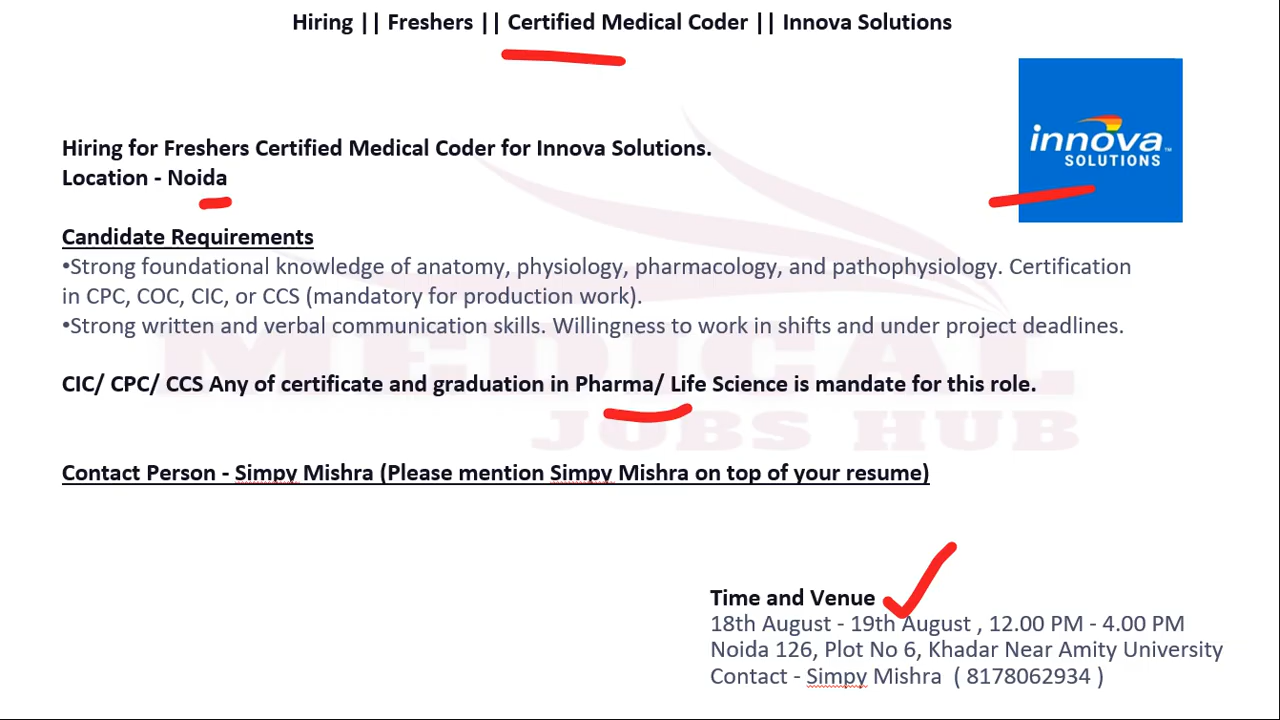 Hiring || Freshers || Certified Medical Coder || Innova Solutions
innova
SOLUTIONS
Hiring for Freshers Certified Medical Coder for Innova Solutions.
Location - Noida
Candidate Requirements
•Strong foundational knowledge of anatomy, physiology, pharmacology, and pathophysiology. Certification
in CPC, COC, CIC, or CCS (mandatory for production work).
•Strong written and verbal communication skills. Willingness to work in shifts and under project deadlines.
MEDICAL
CIC/ CPC/ CCS Any of certificate and graduation in Pharma/ Life Science is mandate for this role.
JOBS HUB
Contact Person - Simpy Mishra (Please mention Simpy Mishra on top of your resume)
Time and Venue
18th August - 19th August , 12.00 PM - 4.00 PM
Noida 126, Plot No 6, Khadar Near Amity University
Contact - Simpy Mishra  ( 8178062934 )